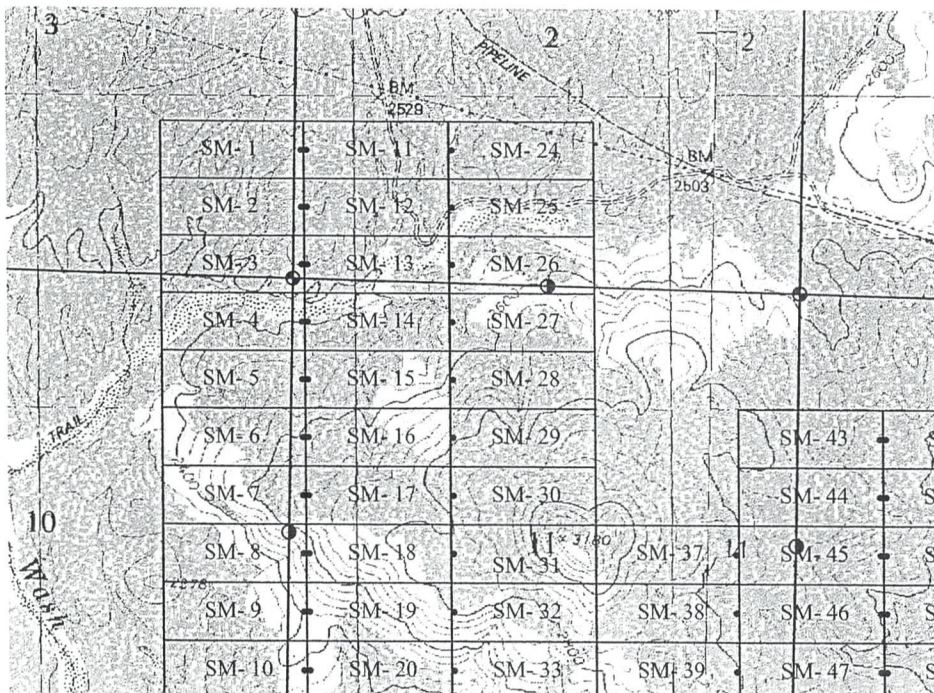 3
2
2
PIPELINE
2600
BM
2529
BM
2503
SM- 1 SM- 11 SM- 24
SM- 2 SM- 12 SM- 25
SM- 3 SM- 13 SM- 26
2600
SM- 4 SM- 14 SM- 27
SM- 5 SM- 15 SM- 28
TRAIL
SM- 6 SM- 16 SM- 29 SM- 43
2400
SM- 7 SM- 17 SM- 30 SM- 44 S
10
11 × 3180 11
SM- 8 SM- 18 SM- 31 SM- 37 SM- 45 S
Wash
SM- 9 SM- 19 SM- 32 SM- 38 SM- 46 S
SM- 10 SM- 20 SM- 33 SM- 39 SM- 47 S